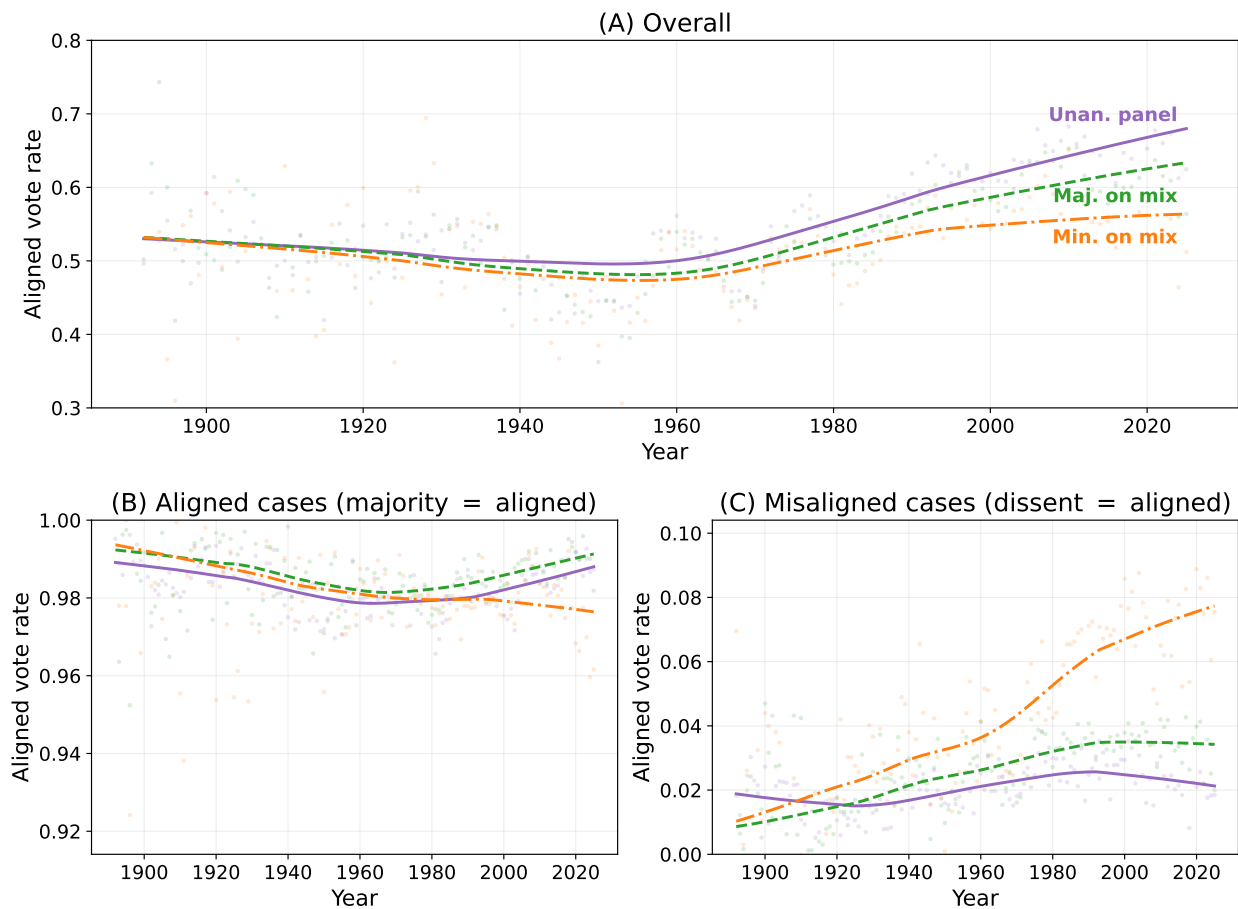 (A) Overall
0.8
0.7
0.6
0.5
0.4
0.3
Aligned vote rate
Unan. panel
Maj. on mix
Min. on mix
1900 1920 1940 1960 1980 2000 2020
Year
(B) Aligned cases (majority = aligned)
1.00
0.98
0.96
0.94
0.92
Aligned vote rate
1900 1920 1940 1960 1980 2000 2020
Year
(C) Misaligned cases (dissent = aligned)
0.10
0.08
0.06
0.04
0.02
0.00
Aligned vote rate
1900 1920 1940 1960 1980 2000 2020
Year